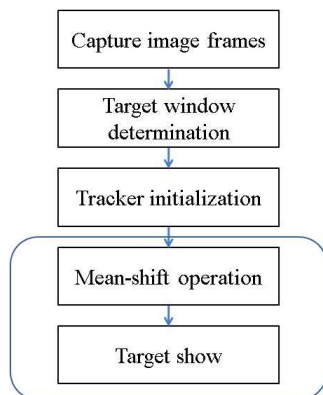 Capture image frames
Target window
determination
Tracker initialization
Mean-shift operation
Target show